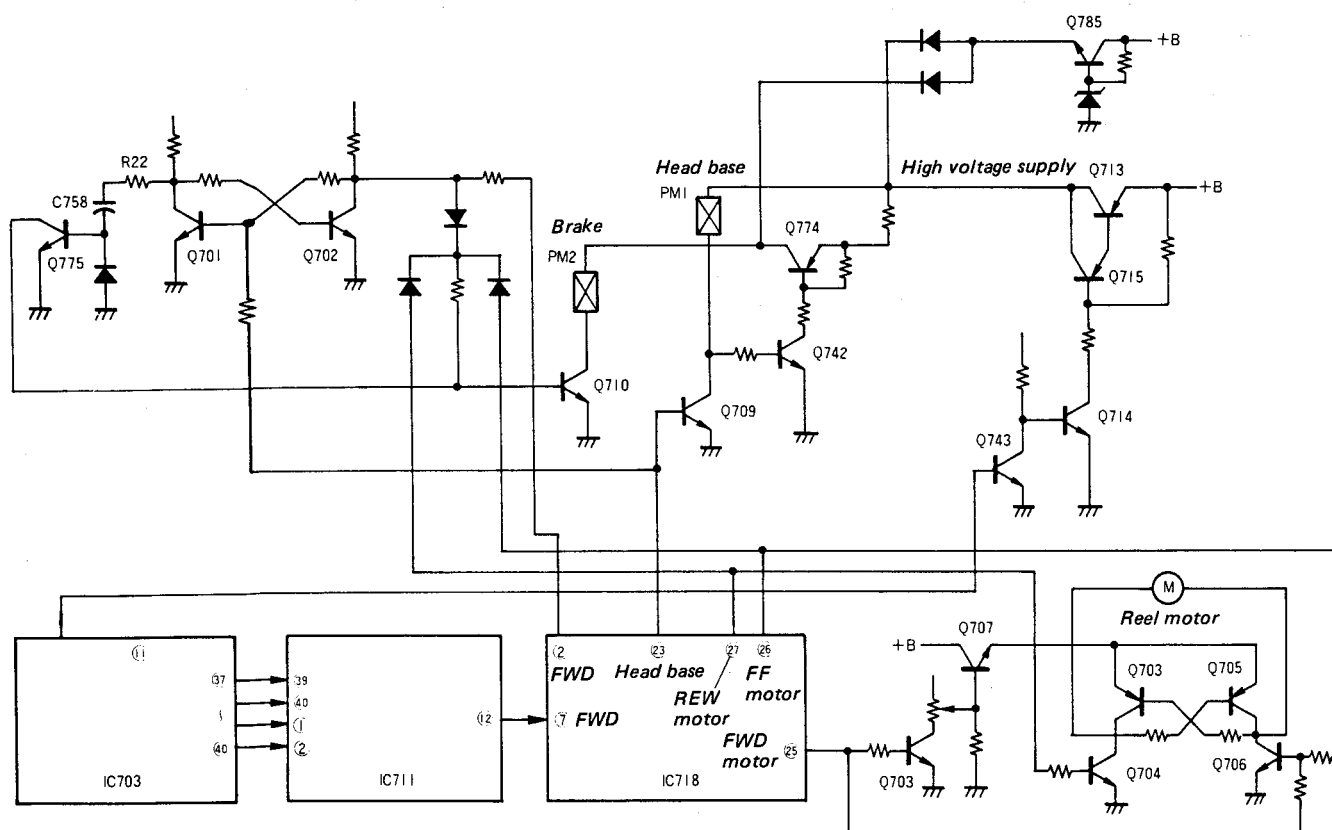 Q785
+B
R22
C758
Q775
Q701
Q702
Head base
PM1
High voltage supply
Q713
+B
Brake
PM2
Q774
Q715
Q742
Q710
Q709
Q743
Q714
M
Reel motor
11
37
40
IC703
39
40
1
2
12
IC711
2
23
27
26
FWD
Head base
REW motor
FF motor
7 FWD
FWD motor
25
IC718
+B
Q707
Q703
Q705
Q703
Q704
Q706